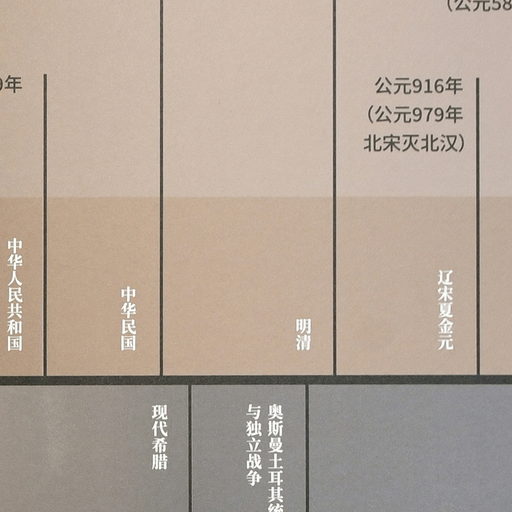 （公元58
9年
公元916年
（公元979年
北宋灭北汉）
中华人民共和国
中华民国
明清
辽宋夏金元
现代希腊
与独立战争
奥斯曼土耳其统